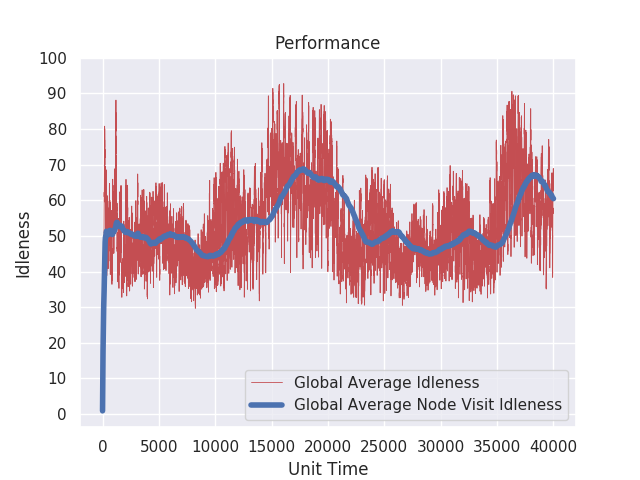 Performance
100
90
80
70
60
50
40
30
20
10
0
Idleness
0 5000 10000 15000 20000 25000 30000 35000 40000
Unit Time
Global Average Idleness
Global Average Node Visit Idleness